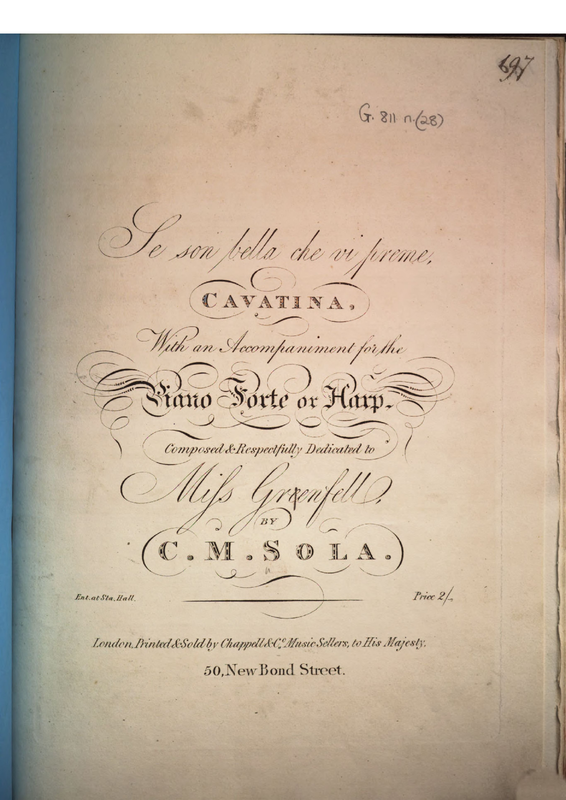 697
G. 811 n.(28)
Se son bella che vi preme,
CAVATINA,
With an Accompaniment for the
Piano Forte or Harp.
Composed & Respectfully Dedicated to
Miſs Grenfell,
BY
C. M. SOLA.
Ent. at Sta. Hall. Price 2/-
London, Printed & Sold by Chappell & Co. Music Sellers, to His Majesty.
50, New Bond Street.